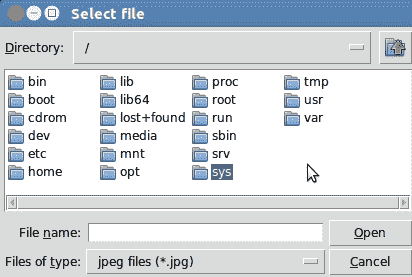 Select file
Directory: /
bin lib proc tmp
boot lib64 root usr
cdrom lost+found run var
dev media sbin
etc mnt srv
home opt sys
File name: Open
Files of type: jpeg files (*.jpg) Cancel